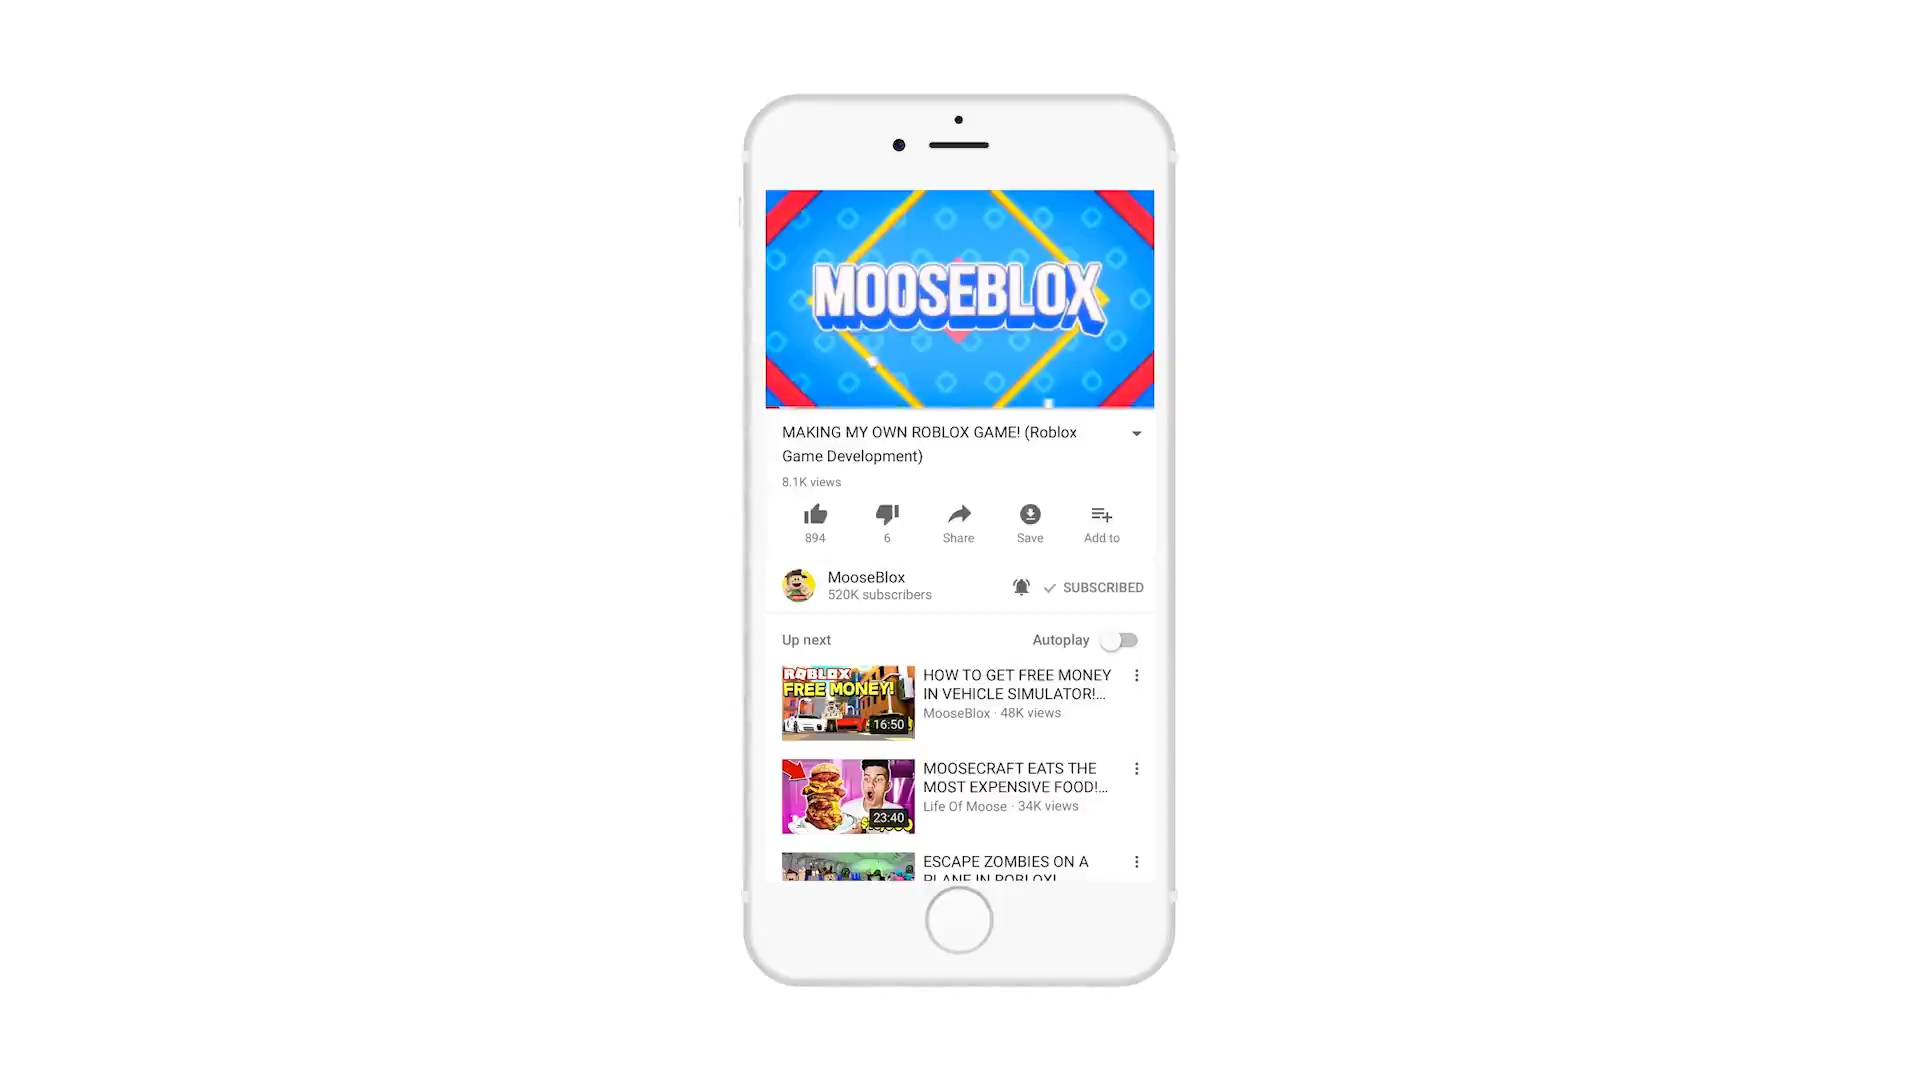 MOOSEBLOX
MAKING MY OWN ROBLOX GAME! (Roblox
Game Development)
8.1K views
894
6
Share
Save
Add to
MooseBlox
520K subscribers
SUBSCRIBED
Up next
Autoplay
ROBLOX
FREE MONEY!
16:50
HOW TO GET FREE MONEY
IN VEHICLE SIMULATOR!...
MooseBlox · 48K views
23:40
MOOSECRAFT EATS THE
MOST EXPENSIVE FOOD!...
Life Of Moose · 34K views
ESCAPE ZOMBIES ON A
PLANE IN ROBLOX!